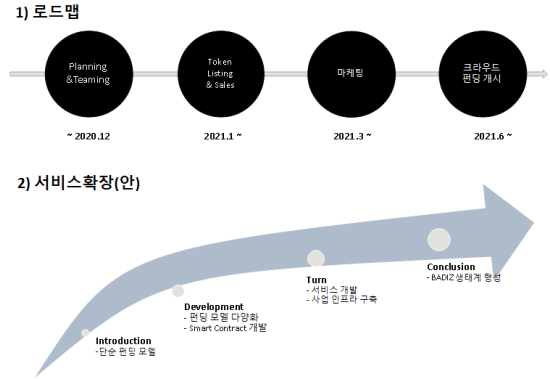 1) 로드맵
Planning
&Teaming
Token
Listing
& Sales
마케팅
크라우드
펀딩 개시
~ 2020.12
2021.1 ~
2021.3 ~
2021.6 ~
2) 서비스확장(안)
Introduction
-단순 펀딩 모델
Development
- 펀딩 모델 다양화
- Smart Contract 개발
Turn
- 서비스 개발
- 사업 인프라 구축
Conclusion
- BADIZ 생태계 형성